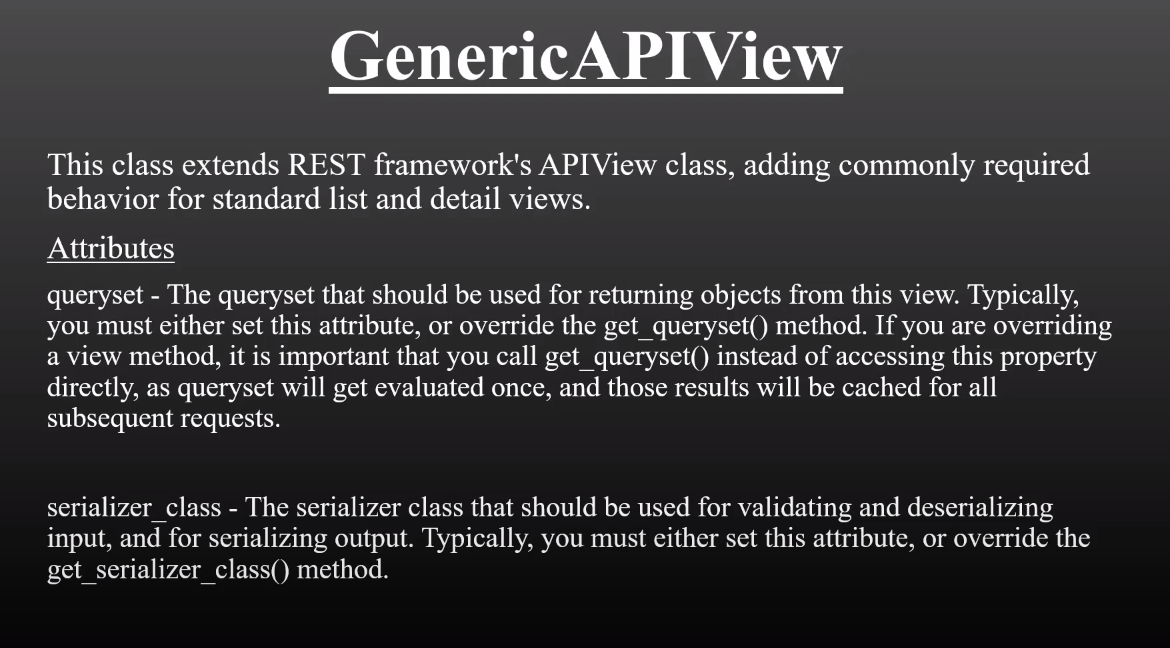 GenericAPIView
This class extends REST framework's APIView class, adding commonly required
behavior for standard list and detail views.
Attributes
queryset - The queryset that should be used for returning objects from this view. Typically,
you must either set this attribute, or override the get_queryset() method. If you are overriding
a view method, it is important that you call get_queryset() instead of accessing this property
directly, as queryset will get evaluated once, and those results will be cached for all
subsequent requests.
serializer_class - The serializer class that should be used for validating and deserializing
input, and for serializing output. Typically, you must either set this attribute, or override the
get_serializer_class() method.